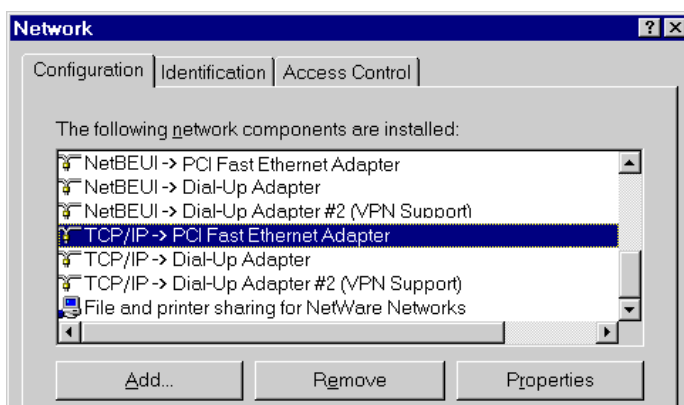 Network
Configuration Identification Access Control
The following network components are installed:
NetBEUI -> PCI Fast Ethernet Adapter
NetBEUI -> Dial-Up Adapter
NetBEUI -> Dial-Up Adapter #2 (VPN Support)
TCP/IP -> PCI Fast Ethernet Adapter
TCP/IP -> Dial-Up Adapter
TCP/IP -> Dial-Up Adapter #2 (VPN Support)
File and printer sharing for NetWare Networks
Add... Remove Properties